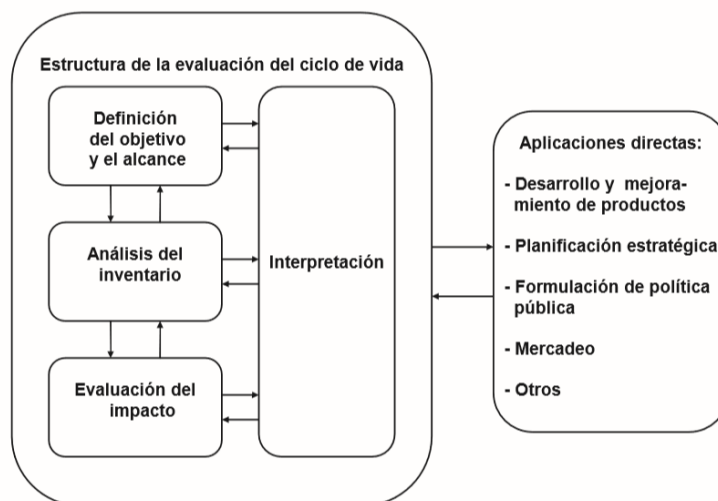 Estructura de la evaluación del ciclo de vida
Definición
del objetivo
y el alcance
Análisis del
inventario
Evaluación del
impacto
Interpretación
Aplicaciones directas:
- Desarrollo y mejora-
miento de productos
- Planificación estratégica
- Formulación de política
pública
- Mercadeo
- Otros